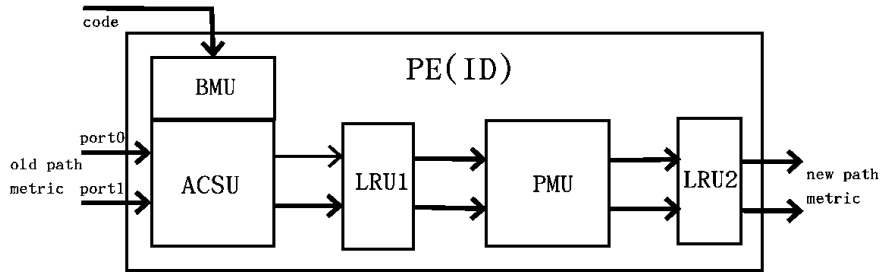 code
PE(ID)
BMU
port0
old path
metric
port1
ACSU
LRU1
PMU
LRU2
new path
metric